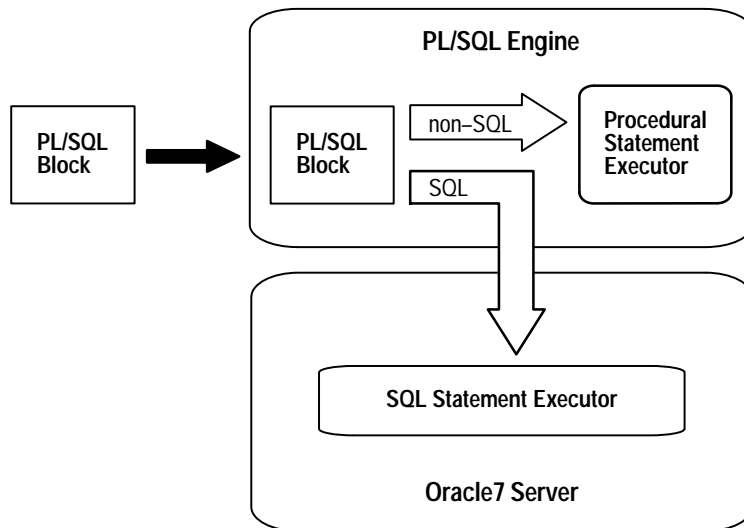 PL/SQL Engine
PL/SQL
Block
PL/SQL
Block
non–SQL
SQL
Procedural
Statement
Executor
SQL Statement Executor
Oracle7 Server